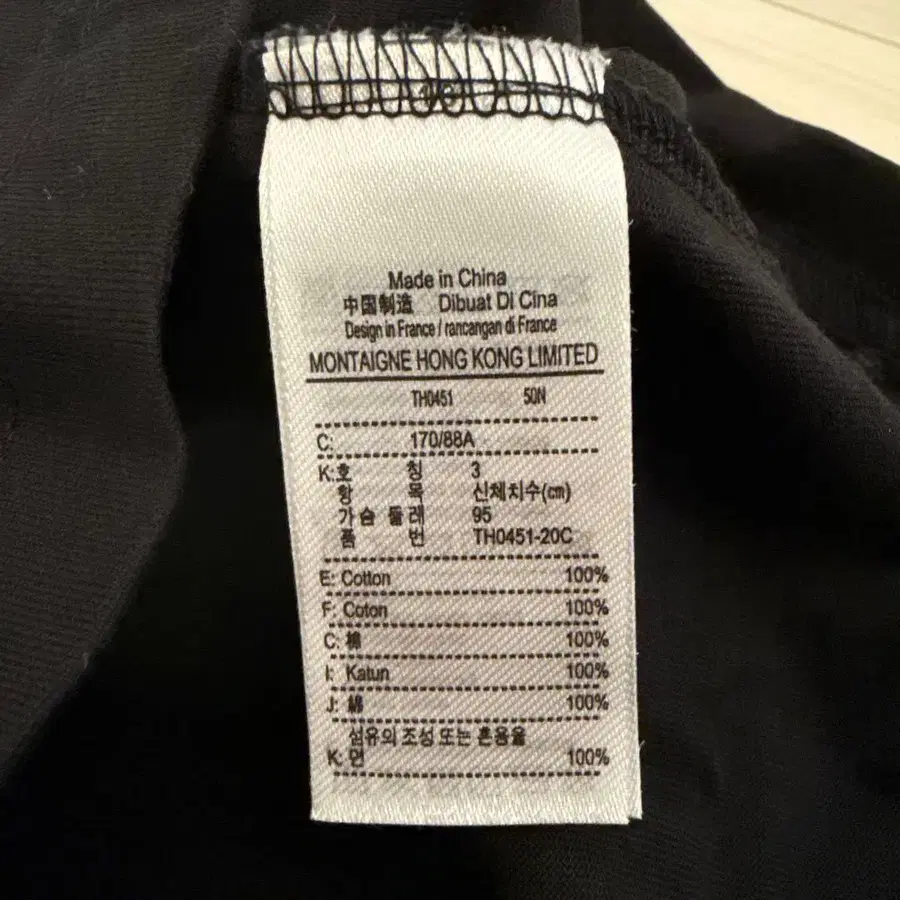 Made in China
中国制造 Dibuat Di Cina
Design in France / rancangan di France
MONTAIGNE HONG KONG LIMITED
TH0451 50N
C: 170/88A
K: 호 칭 3
항 목 신체치수(cm)
가슴 둘레 95
품 번 TH0451-20C
E: Cotton 100%
F: Coton 100%
C: 棉 100%
I: Katun 100%
J: 綿 100%
섬유의 조성 또는 혼용율
K: 면 100%